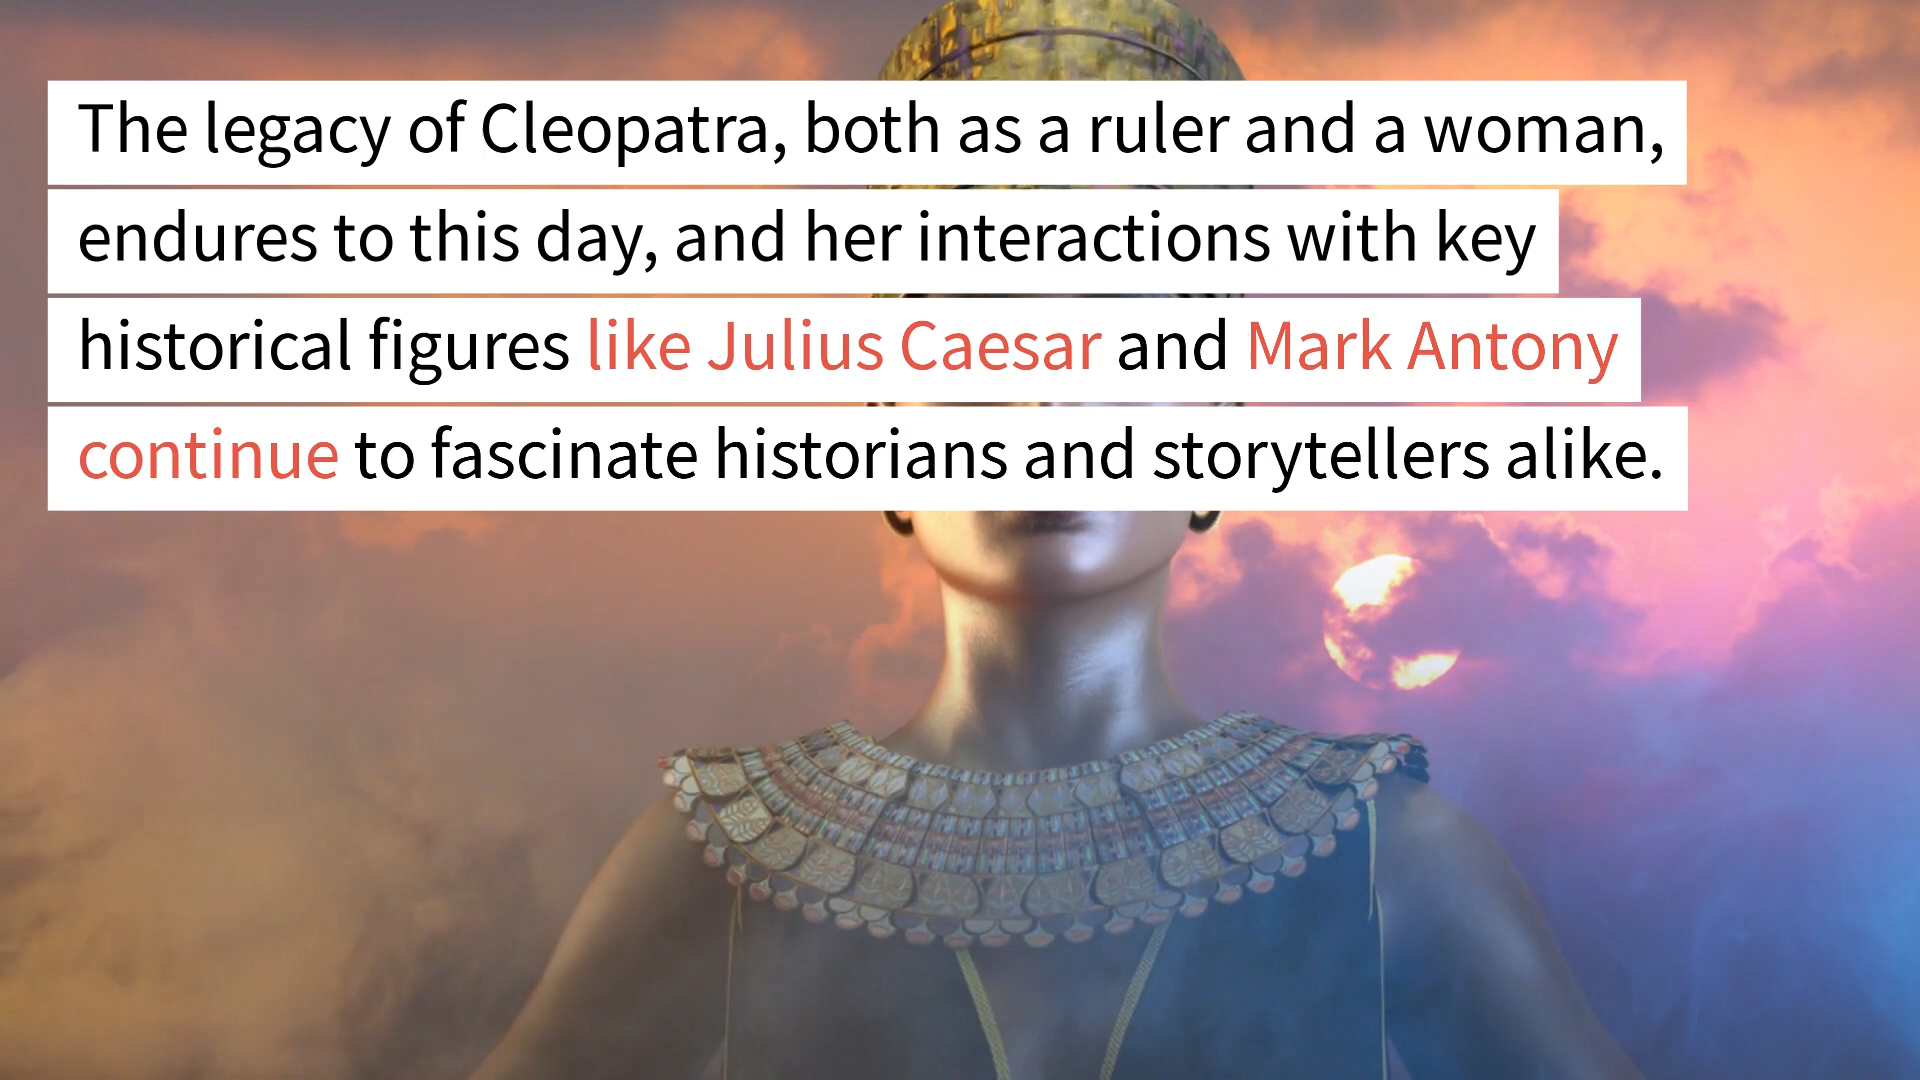 The legacy of Cleopatra, both as a ruler and a woman,
endures to this day, and her interactions with key
historical figures like Julius Caesar and Mark Antony
continue to fascinate historians and storytellers alike.